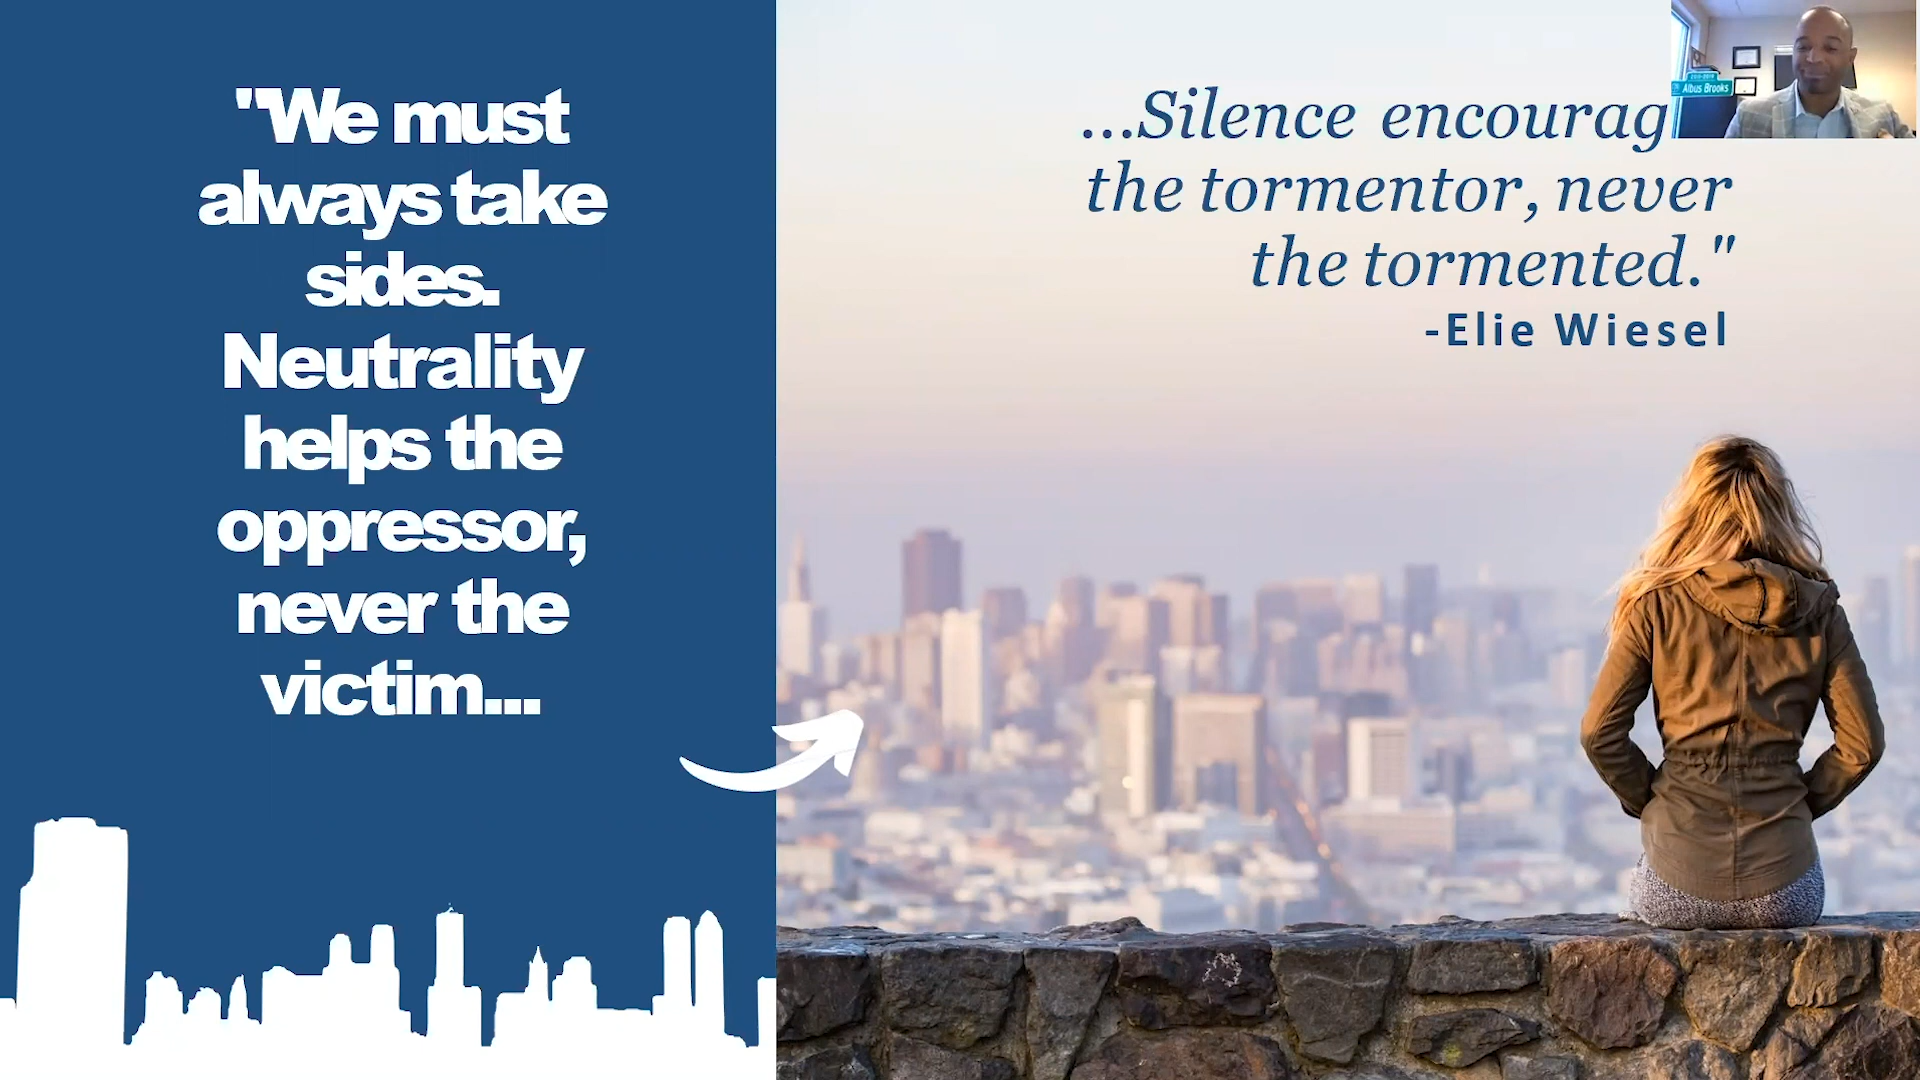 "We must
always take
sides.
Neutrality
helps the
oppressor,
never the
victim...
...Silence encourag
the tormentor, never
the tormented."
-Elie Wiesel
Albus Brooks